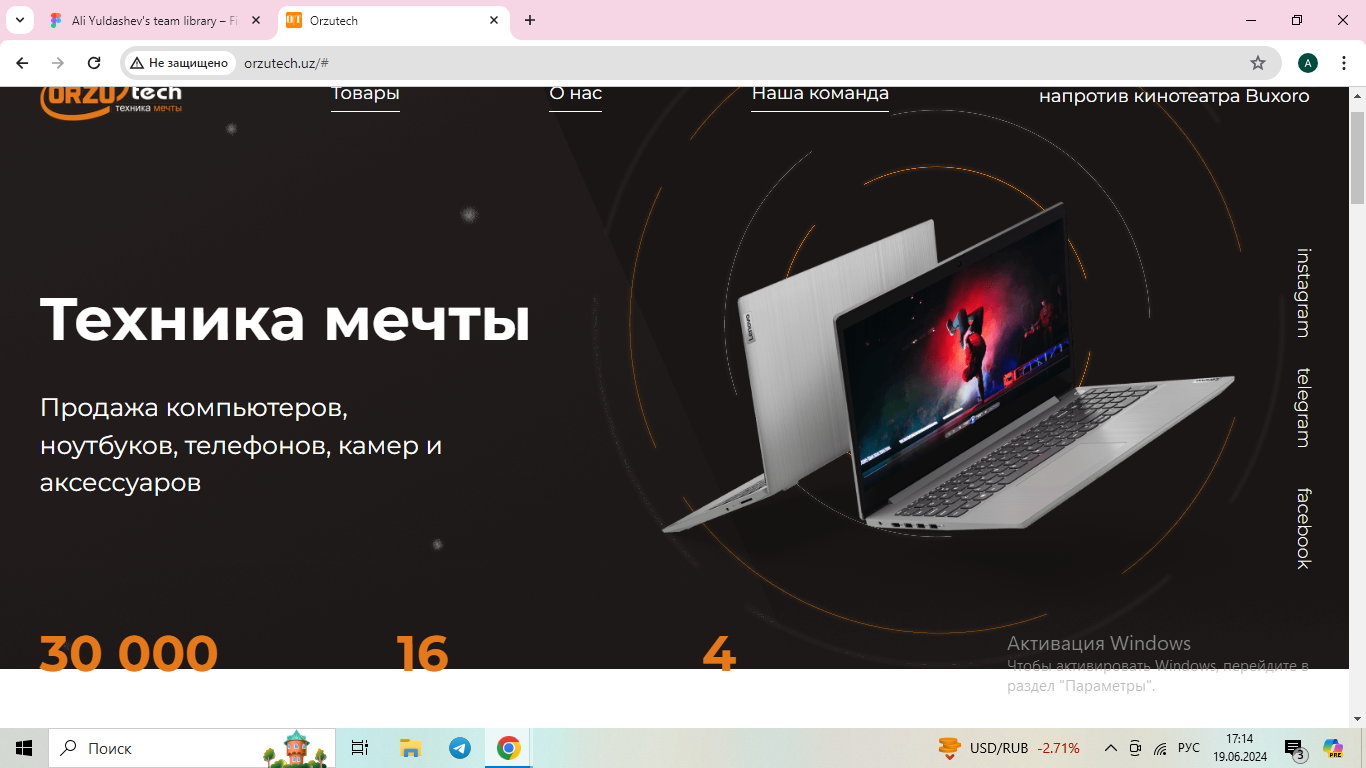 Ali Yuldashev's team library – Fi
Orzutech
Не защищено
orzutech.uz/#
A
ORZU tech
техника мечты
Товары
О нас
Наша команда
напротив кинотеатра Buxoro
instagram
telegram
facebook
Техника мечты
Продажа компьютеров,
ноутбуков, телефонов, камер и
аксессуаров
Lenovo
30 000
16
4
Активация Windows
Чтобы активировать Windows, перейдите в
раздел "Параметры".
Поиск
USD/RUB -2.71%
РУС
17:14
19.06.2024
3
PRE